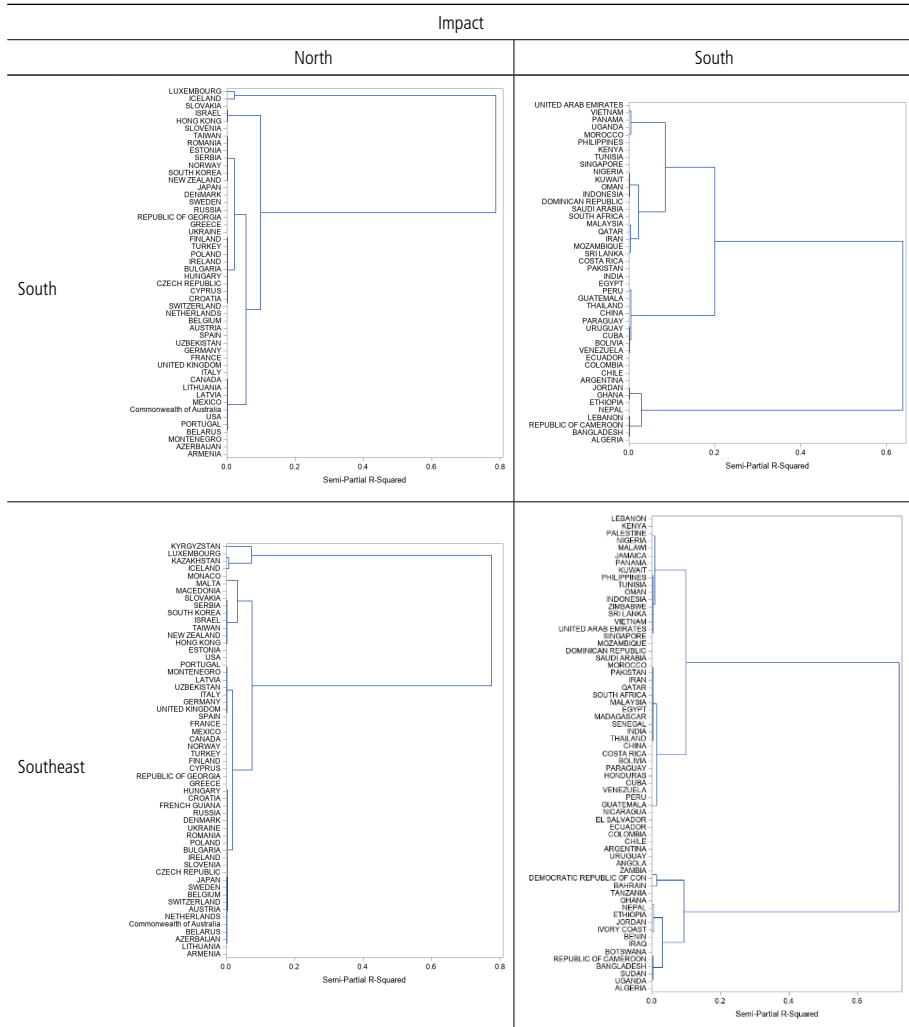 Impact
North
South
South
LUXEMBOURG
ICELAND
SLOVAKIA
ISRAEL
HONG KONG
SLOVENIA
TAIWAN
ROMANIA
ESTONIA
SERBIA
NORWAY
SOUTH KOREA
NEW ZEALAND
JAPAN
DENMARK
SWEDEN
RUSSIA
REPUBLIC OF GEORGIA
GREECE
UKRAINE
FINLAND
TURKEY
POLAND
IRELAND
BULGARIA
HUNGARY
CZECH REPUBLIC
CYPRUS
CROATIA
SWITZERLAND
NETHERLANDS
BELGIUM
AUSTRIA
SPAIN
UZBEKISTAN
GERMANY
FRANCE
UNITED KINGDOM
ITALY
CANADA
LITHUANIA
LATVIA
MEXICO
Commonwealth of Australia
USA
PORTUGAL
BELARUS
MONTENEGRO
AZERBAIJAN
ARMENIA
0.0 0.2 0.4 0.6 0.8
Semi-Partial R-Squared
UNITED ARAB EMIRATES
VIETNAM
PANAMA
UGANDA
MOROCCO
PHILIPPINES
KENYA
TUNISIA
SINGAPORE
NIGERIA
KUWAIT
OMAN
INDONESIA
DOMINICAN REPUBLIC
SAUDI ARABIA
SOUTH AFRICA
MALAYSIA
QATAR
IRAN
MOZAMBIQUE
SRI LANKA
COSTA RICA
PAKISTAN
INDIA
EGYPT
PERU
GUATEMALA
THAILAND
CHINA
PARAGUAY
URUGUAY
CUBA
BOLIVIA
VENEZUELA
ECUADOR
COLOMBIA
CHILE
ARGENTINA
JORDAN
GHANA
ETHIOPIA
NEPAL
LEBANON
REPUBLIC OF CAMEROON
BANGLADESH
ALGERIA
0.0 0.2 0.4 0.6
Semi-Partial R-Squared
Southeast
KYRGYZSTAN
LUXEMBOURG
KAZAKHSTAN
ICELAND
MONACO
MALTA
MACEDONIA
SLOVAKIA
SERBIA
SOUTH KOREA
ISRAEL
TAIWAN
NEW ZEALAND
HONG KONG
ESTONIA
USA
PORTUGAL
MONTENEGRO
LATVIA
UZBEKISTAN
ITALY
GERMANY
UNITED KINGDOM
SPAIN
FRANCE
MEXICO
CANADA
NORWAY
TURKEY
FINLAND
CYPRUS
REPUBLIC OF GEORGIA
GREECE
HUNGARY
CROATIA
FRENCH GUIANA
RUSSIA
DENMARK
UKRAINE
ROMANIA
POLAND
BULGARIA
IRELAND
SLOVENIA
CZECH REPUBLIC
JAPAN
SWEDEN
BELGIUM
SWITZERLAND
AUSTRIA
NETHERLANDS
Commonwealth of Australia
BELARUS
AZERBAIJAN
LITHUANIA
ARMENIA
0.0 0.2 0.4 0.6 0.8
Semi-Partial R-Squared
LEBANON
KENYA
PALESTINE
NIGERIA
MALAWI
JAMAICA
PANAMA
KUWAIT
PHILIPPINES
TUNISIA
OMAN
INDONESIA
ZIMBABWE
SRI LANKA
VIETNAM
UNITED ARAB EMIRATES
SINGAPORE
MOZAMBIQUE
DOMINICAN REPUBLIC
SAUDI ARABIA
MOROCCO
PAKISTAN
IRAN
QATAR
SOUTH AFRICA
MALAYSIA
EGYPT
MADAGASCAR
SENEGAL
INDIA
THAILAND
CHINA
COSTA RICA
BOLIVIA
PARAGUAY
HONDURAS
CUBA
VENEZUELA
PERU
GUATEMALA
NICARAGUA
EL SALVADOR
ECUADOR
COLOMBIA
CHILE
ARGENTINA
URUGUAY
ANGOLA
ZAMBIA
DEMOCRATIC REPUBLIC OF CON
BAHRAIN
TANZANIA
GHANA
NEPAL
ETHIOPIA
JORDAN
IVORY COAST
BENIN
IRAQ
BOTSWANA
REPUBLIC OF CAMEROON
BANGLADESH
SUDAN
UGANDA
ALGERIA
0.0 0.2 0.4 0.6
Semi-Partial R-Squared